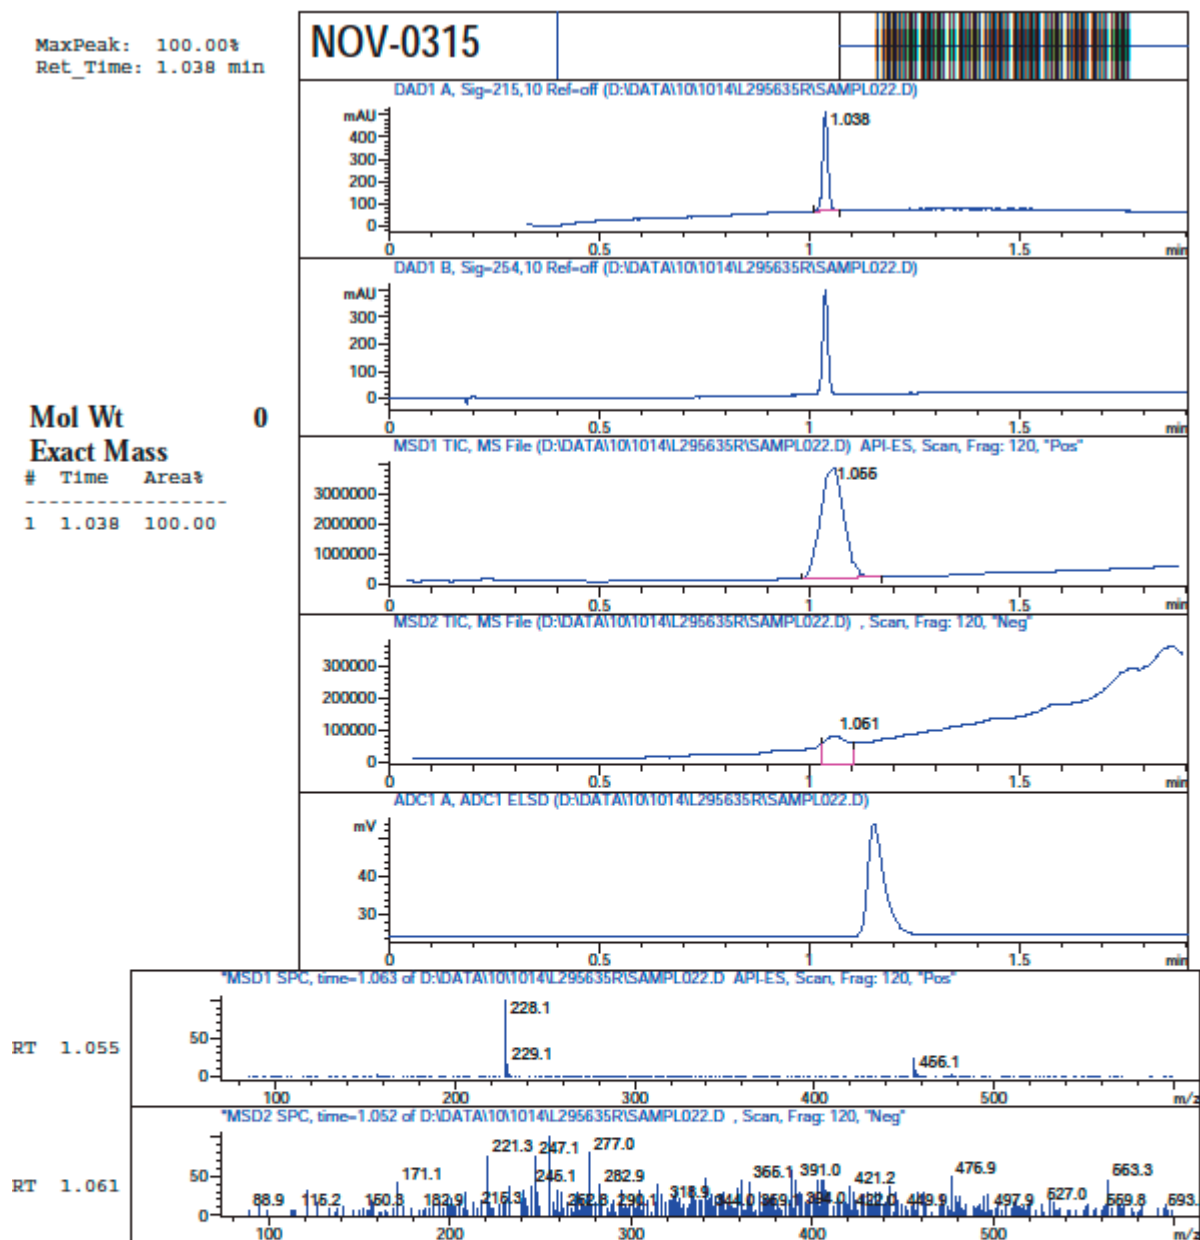 MaxPeak: 100.00%
Ret_Time: 1.038 min
NOV-0315
DAD1 A, Sig=215,10 Ref=off (D:\DATA\10\1014\L295635R\SAMPL022.D)
mAU
400
300
200
100
0
1.038
0 0.5 1 1.5 min
DAD1 B, Sig=254,10 Ref=off (D:\DATA\10\1014\L295635R\SAMPL022.D)
mAU
300
200
100
0
0 0.5 1 1.5 min
Mol Wt 0
Exact Mass
# Time Area%
-----------------
1 1.038 100.00
MSD1 TIC, MS File (D:\DATA\10\1014\L295635R\SAMPL022.D) API-ES, Scan, Frag: 120, "Pos"
1.055
3000000
2000000
1000000
0
0 0.5 1 1.5 min
MSD2 TIC, MS File (D:\DATA\10\1014\L295635R\SAMPL022.D) , Scan, Frag: 120, "Neg"
300000
200000
100000
0
1.061
0 0.5 1 1.5 min
ADC1 A, ADC1 ELSD (D:\DATA\10\1014\L295635R\SAMPL022.D)
mV
40
30
0 0.5 1 1.5 min
RT 1.055
*MSD1 SPC, time=1.063 of D:\DATA\10\1014\L295635R\SAMPL022.D API-ES, Scan, Frag: 120, "Pos"
50
0
228.1
229.1
100 200 300 400 500 m/z
RT 1.061
*MSD2 SPC, time=1.052 of D:\DATA\10\1014\L295635R\SAMPL022.D , Scan, Frag: 120, "Neg"
50
0
221.3 247.1 277.0
171.1 245.1 282.9 391.0 421.2 476.9 563.3
88.9 115.2 318.9 449.9 497.9 527.0
100 200 300 400 500 m/z